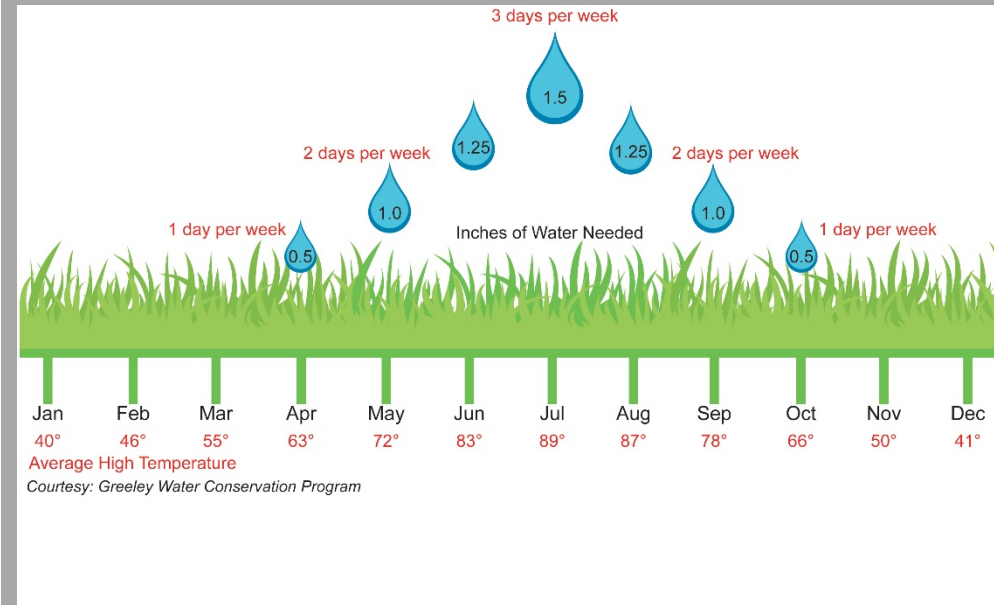 3 days per week
1.5
1.25 1.25
2 days per week 2 days per week
1.0 1.0
1 day per week Inches of Water Needed 1 day per week
0.5 0.5
Jan Feb Mar Apr May Jun Jul Aug Sep Oct Nov Dec
40° 46° 55° 63° 72° 83° 89° 87° 78° 66° 50° 41°
Average High Temperature
Courtesy: Greeley Water Conservation Program